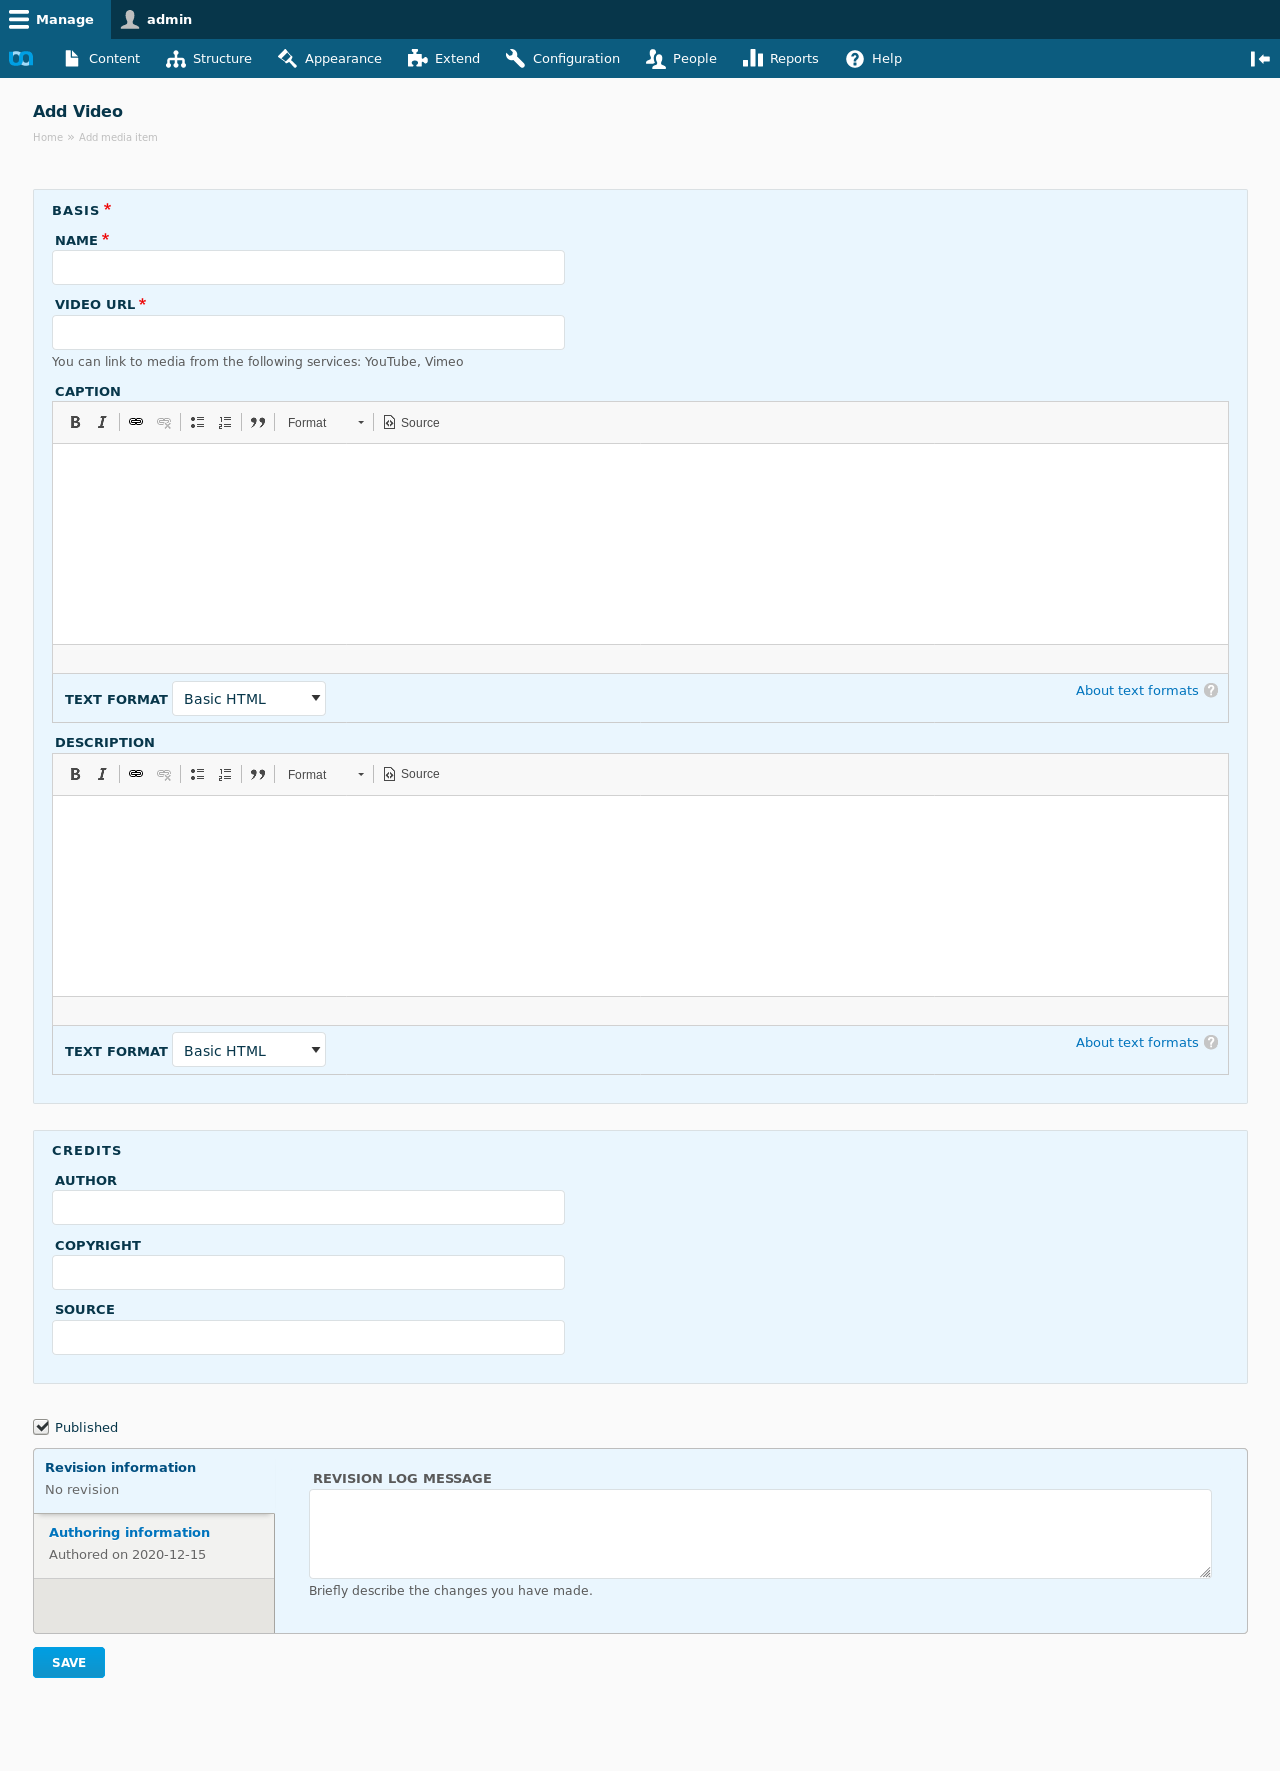 Manage admin
Content Structure Appearance Extend Configuration People Reports Help
Add Video
Home » Add media item
BASIS *
NAME *
VIDEO URL *
You can link to media from the following services: YouTube, Vimeo
CAPTION
B I Format Source
TEXT FORMAT Basic HTML About text formats ?
DESCRIPTION
B I Format Source
TEXT FORMAT Basic HTML About text formats ?
CREDITS
AUTHOR
COPYRIGHT
SOURCE
Published
Revision information
No revision
Authoring information
Authored on 2020-12-15
REVISION LOG MESSAGE
Briefly describe the changes you have made.
SAVE